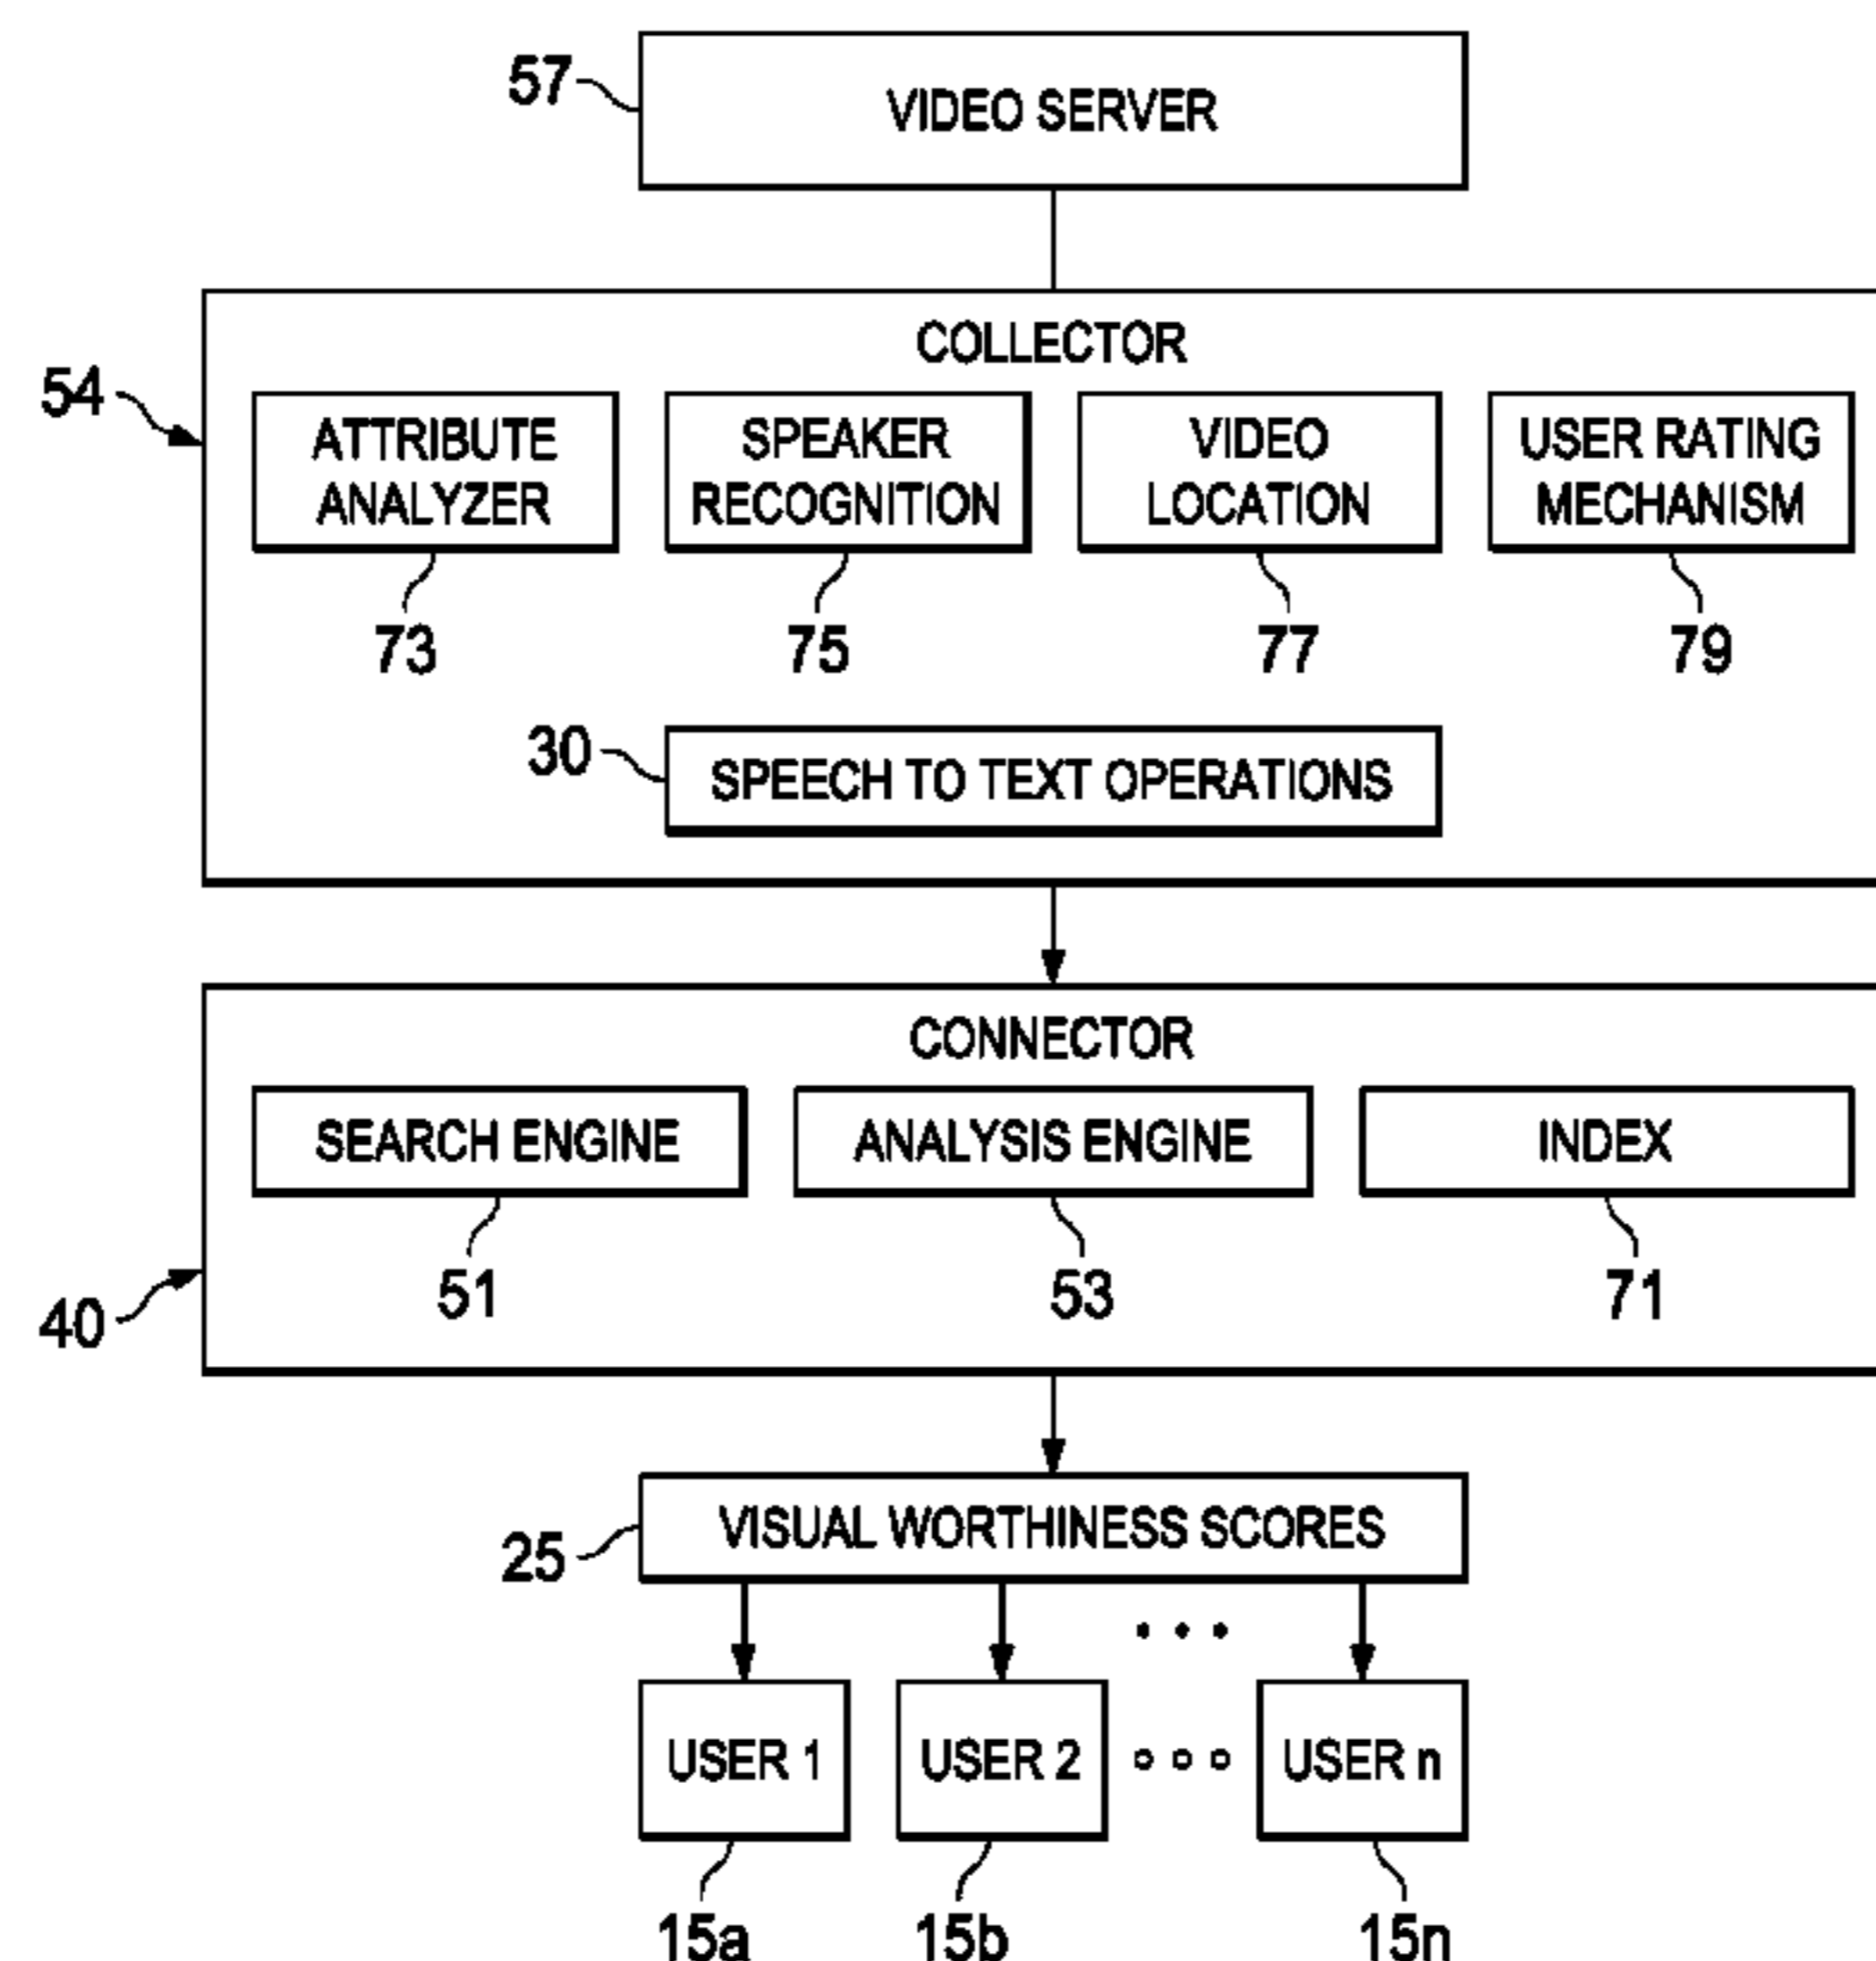 57
VIDEO SERVER
COLLECTOR
54
ATTRIBUTE
ANALYZER
SPEAKER
RECOGNITION
VIDEO
LOCATION
USER RATING
MECHANISM
73
75
77
79
30
SPEECH TO TEXT OPERATIONS
CONNECTOR
SEARCH ENGINE
ANALYSIS ENGINE
INDEX
51
53
71
40
VISUAL WORTHINESS SCORES
25
USER 1
USER 2
USER n
15a
15b
15n